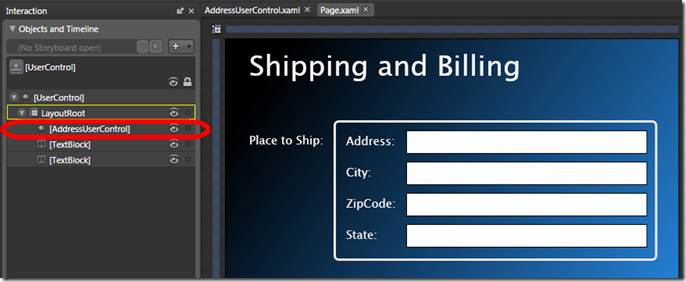 Interaction
Objects and Timeline
(No Storyboard open)
[UserControl]
[UserControl]
LayoutRoot
[AddressUserControl]
[TextBlock]
[TextBlock]
AddressUserControl.xaml
Page.xaml
Shipping and Billing
Place to Ship:
Address:
City:
ZipCode:
State: